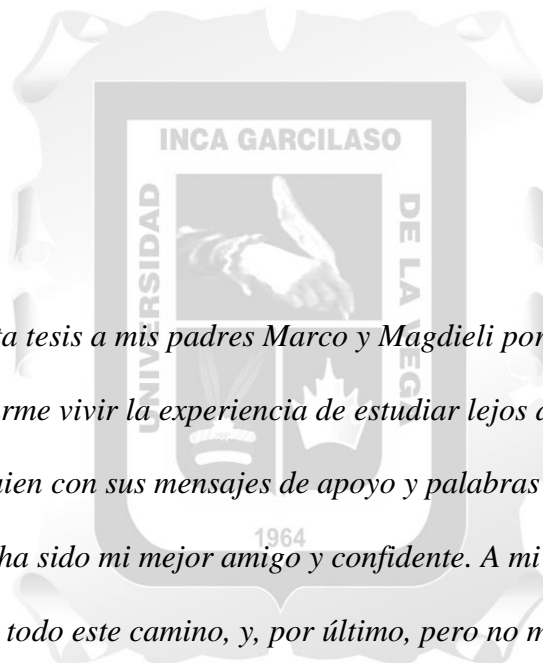 INCA GARCILASO
UNIVERSIDAD
DE LA VEGA
ta tesis a mis padres Marco y Magdieli por
arme vivir la experiencia de estudiar lejos d
uien con sus mensajes de apoyo y palabras
1964
ha sido mi mejor amigo y confidente. A mi
todo este camino, y, por último, pero no m